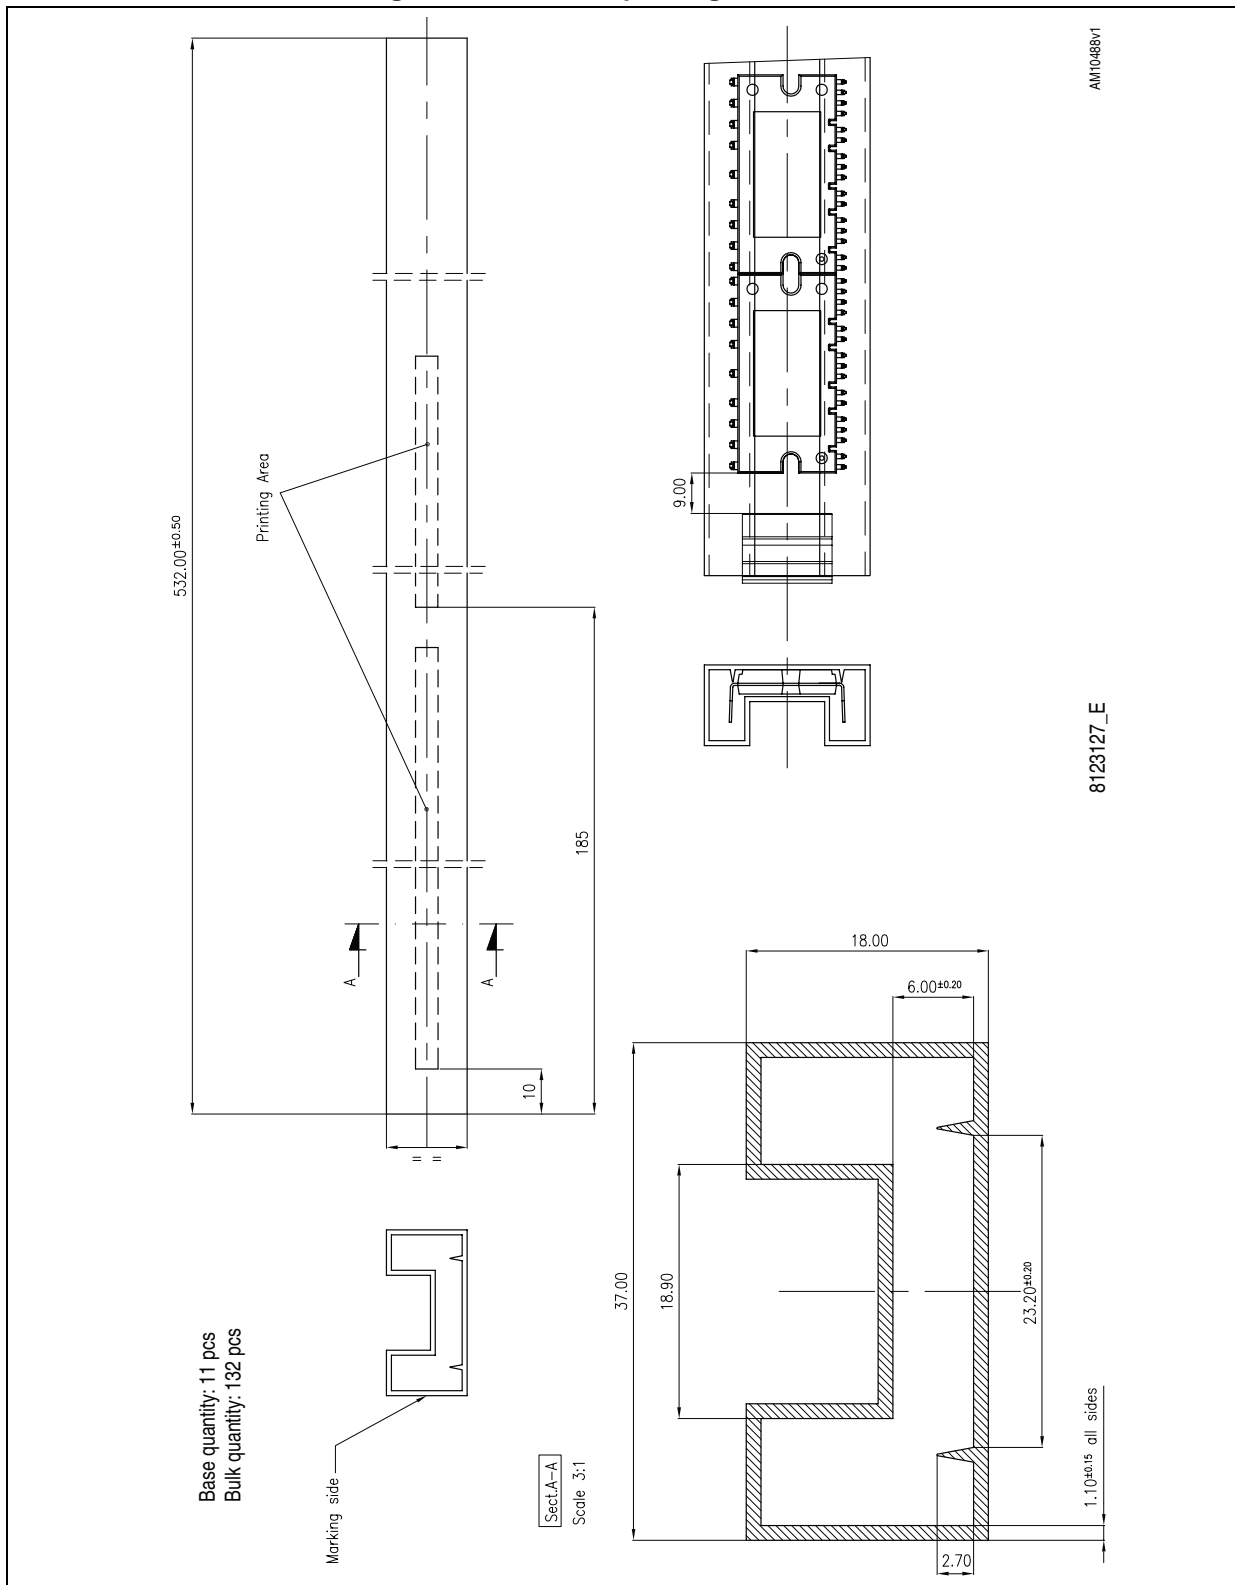 AM10488v1
532.00±0.50
Printing Area
9.00
185
A
A
10
= =
8123127_E
18.00
6.00±0.20
37.00
18.90
23.20±0.20
1.10±0.15 all sides
2.70
Base quantity: 11 pcs
Bulk quantity: 132 pcs
Marking side
Sect.A-A
Scale 3:1